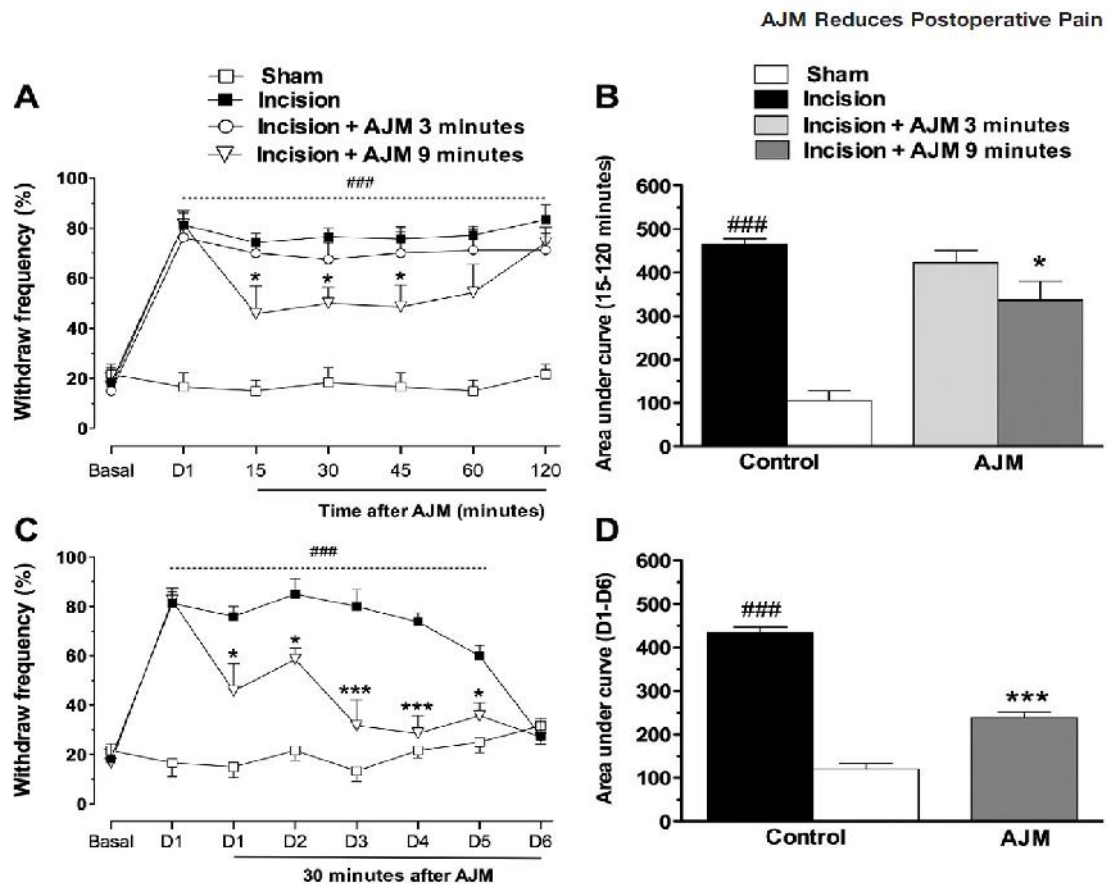 AJM Reduces Postoperative Pain
A
Sham
Incision
Incision + AJM 3 minutes
Incision + AJM 9 minutes
###
Withdraw frequency (%)
100
80
60
40
20
0
* * *
Basal D1 15 30 45 60 120
Time after AJM (minutes)
B
Sham
Incision
Incision + AJM 3 minutes
Incision + AJM 9 minutes
Area under curve (15-120 minutes)
600
500
400
300
200
100
0
###
*
Control AJM
C
###
Withdraw frequency (%)
100
80
60
40
20
0
* * *** *** *
Basal D1 D1 D2 D3 D4 D5 D6
30 minutes after AJM
D
Area under curve (D1-D6)
600
500
400
300
200
100
0
###
***
Control AJM